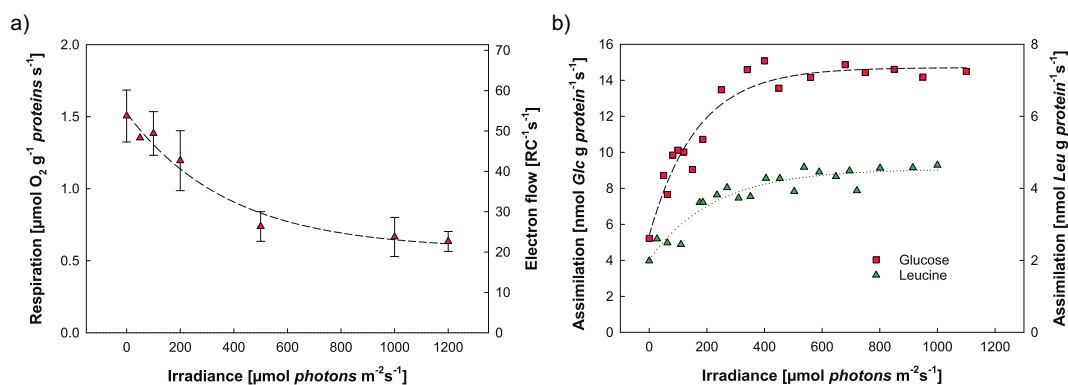 a)
2.0
1.5
1.0
0.5
0.0
Respiration [µmol O2 g-1 proteins s-1]
70
60
50
40
30
20
10
0
Electron flow [RC-1s-1]
0 200 400 600 800 1000 1200
Irradiance [µmol photons m-2s-1]
b)
16
14
12
10
8
6
4
2
0
Assimilation [nmol Glc g protein-1s-1]
8
6
4
2
0
Assimilation [nmol Leu g protein-1s-1]
Glucose
Leucine
0 200 400 600 800 1000 1200
Irradiance [µmol photons m-2s-1]